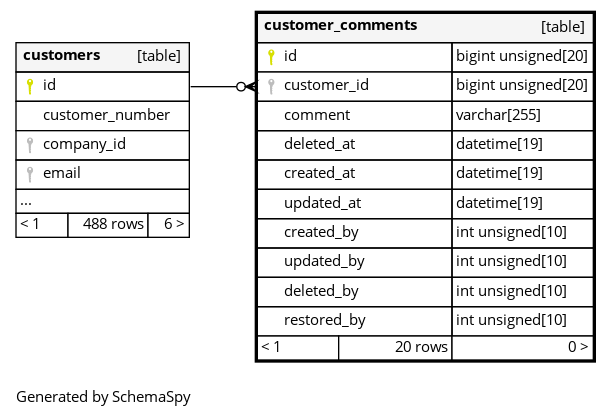 customers [table]
id
customer_number
company_id
email
...
< 1 488 rows 6 >
customer_comments [table]
id bigint unsigned[20]
customer_id bigint unsigned[20]
comment varchar[255]
deleted_at datetime[19]
created_at datetime[19]
updated_at datetime[19]
created_by int unsigned[10]
updated_by int unsigned[10]
deleted_by int unsigned[10]
restored_by int unsigned[10]
< 1 20 rows 0 >
Generated by SchemaSpy